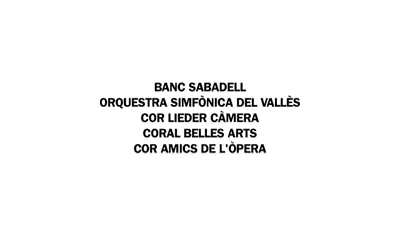 BANC SABADELL
ORQUESTRA SIMFÒNICA DEL VALLÈS
COR LIEDER CÀMERA
CORAL BELLES ARTS
COR AMICS DE L'ÒPERA